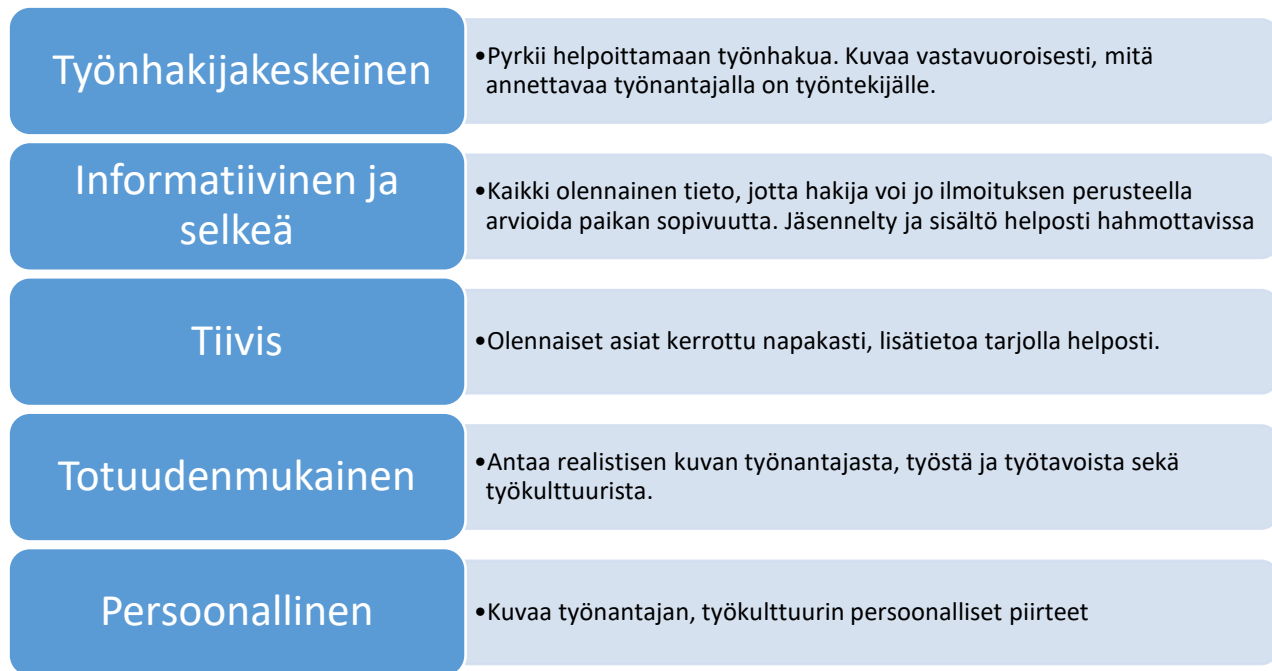 Työnhakijakeskeinen
•Pyrkii helpoittamaan työnhakua. Kuvaa vastavuoroisesti, mitä
annettavaa työnantajalla on työntekijälle.
Informatiivinen ja
selkeä
•Kaikki olennainen tieto, jotta hakija voi jo ilmoituksen perusteella
arvioida paikan sopivuutta. Jäsennelty ja sisältö helposti hahmottavissa
Tiivis
•Olennaiset asiat kerrottu napakasti, lisätietoa tarjolla helposti.
Totuudenmukainen
•Antaa realistisen kuvan työnantajasta, työstä ja työtavoista sekä
työkulttuurista.
Persoonallinen
•Kuvaa työnantajan, työkulttuurin persoonalliset piirteet